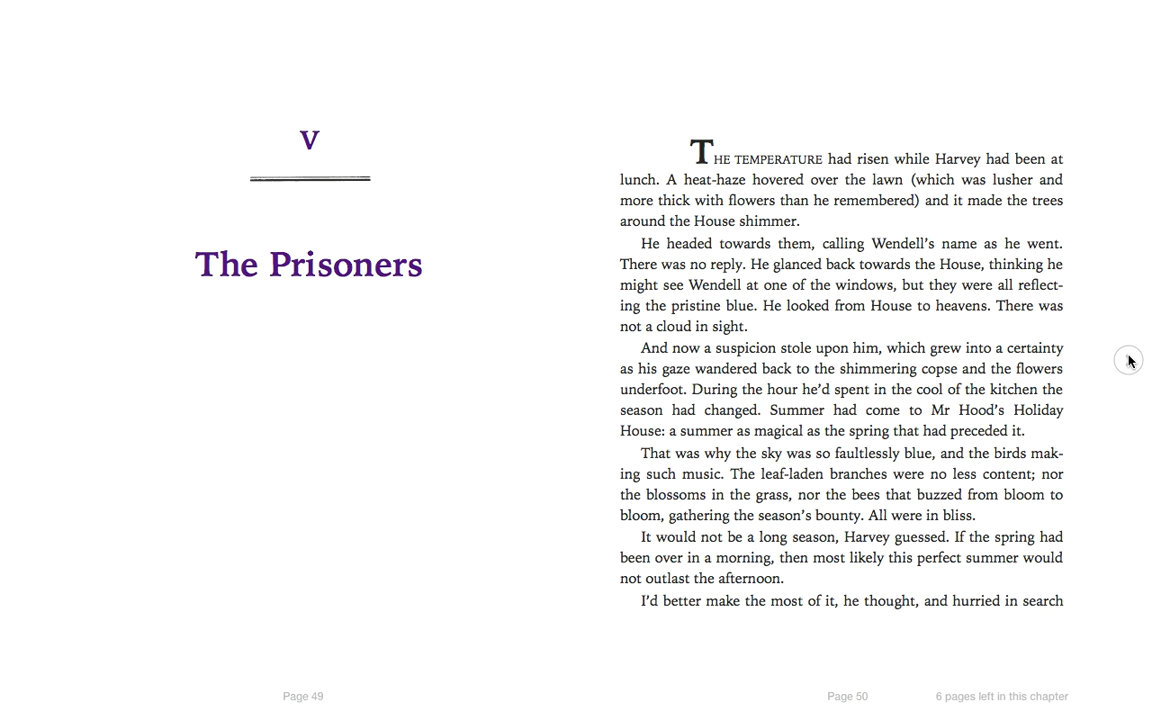 V
The Prisoners
THE TEMPERATURE had risen while Harvey had been at
lunch. A heat-haze hovered over the lawn (which was lusher and
more thick with flowers than he remembered) and it made the trees
around the House shimmer.
He headed towards them, calling Wendell’s name as he went.
There was no reply. He glanced back towards the House, thinking he
might see Wendell at one of the windows, but they were all reflect-
ing the pristine blue. He looked from House to heavens. There was
not a cloud in sight.
And now a suspicion stole upon him, which grew into a certainty
as his gaze wandered back to the shimmering copse and the flowers
underfoot. During the hour he’d spent in the cool of the kitchen the
season had changed. Summer had come to Mr Hood’s Holiday
House: a summer as magical as the spring that had preceded it.
That was why the sky was so faultlessly blue, and the birds mak-
ing such music. The leaf-laden branches were no less content; nor
the blossoms in the grass, nor the bees that buzzed from bloom to
bloom, gathering the season’s bounty. All were in bliss.
It would not be a long season, Harvey guessed. If the spring had
been over in a morning, then most likely this perfect summer would
not outlast the afternoon.
I’d better make the most of it, he thought, and hurried in search
Page 49
Page 50
6 pages left in this chapter